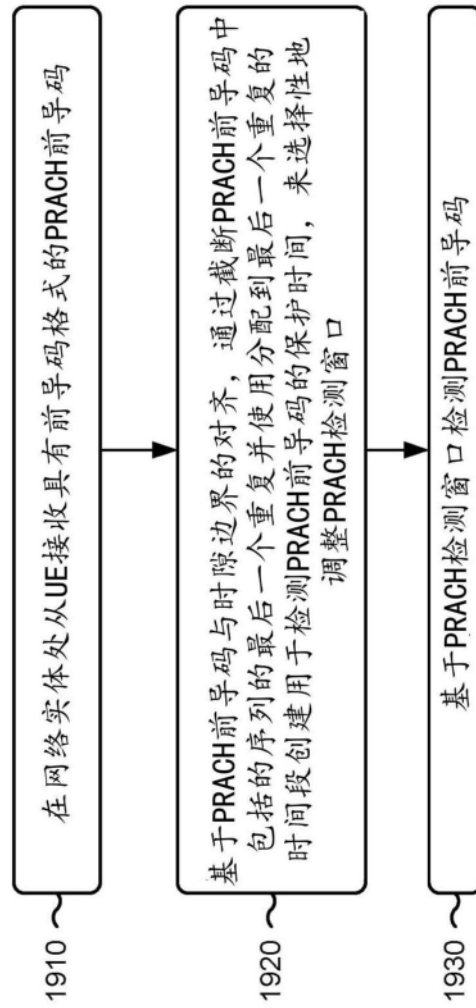 1910
在网络实体处从UE接收具有前导码格式的PRACH前导码
1920
基于PRACH前导码与时隙边界的对齐，通过截断PRACH前导码中
包括的序列的最后一个重复并使用分配到最后一个重复的
时间段创建用于检测PRACH前导码的保护时间，来选择性地
调整PRACH检测窗口
1930
基于PRACH检测窗口检测PRACH前导码